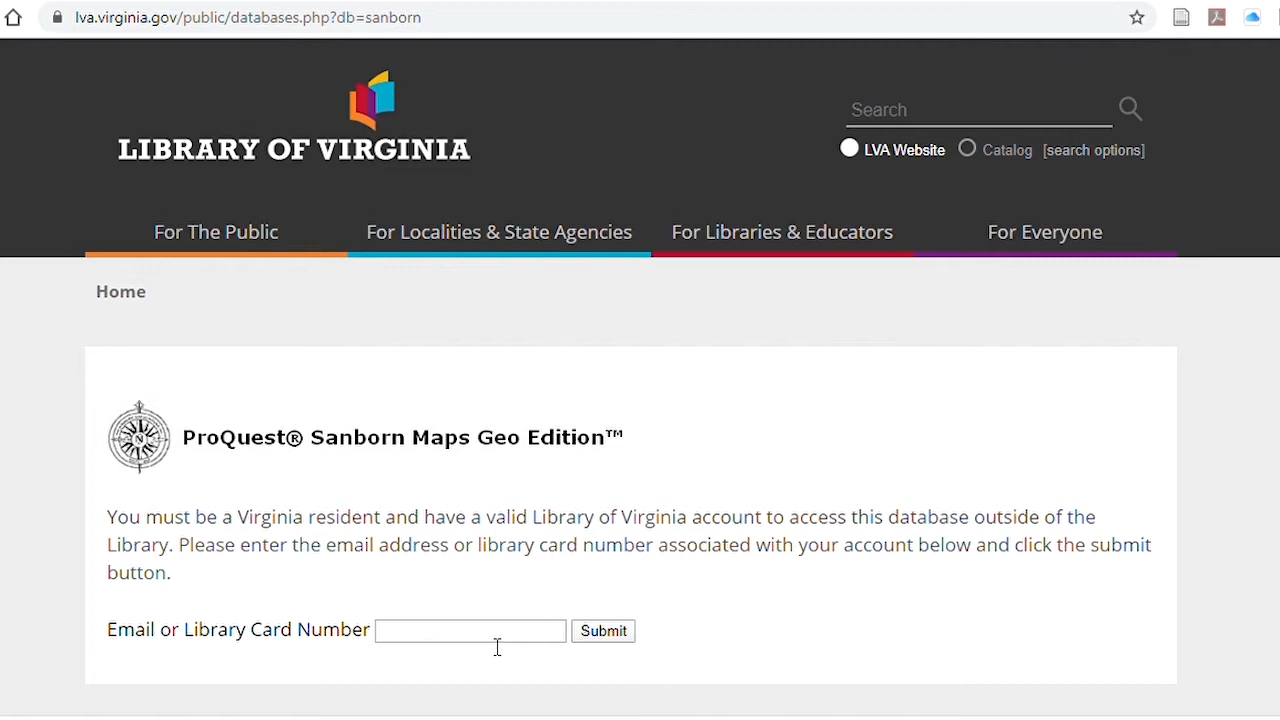 lva.virginia.gov/public/databases.php?db=sanborn
LIBRARY OF VIRGINIA
Search
LVA Website Catalog [search options]
For The Public For Localities & State Agencies For Libraries & Educators For Everyone
Home
N
ProQuest® Sanborn Maps Geo Edition™
You must be a Virginia resident and have a valid Library of Virginia account to access this database outside of the
Library. Please enter the email address or library card number associated with your account below and click the submit
button.
Email or Library Card Number Submit